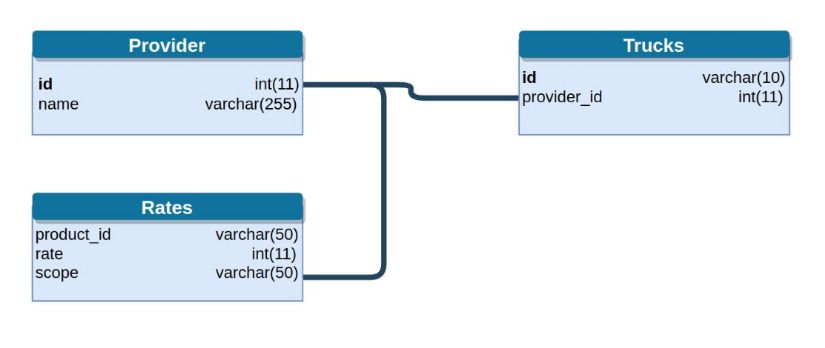 Provider
id int(11)
name varchar(255)
Trucks
id varchar(10)
provider_id int(11)
Rates
product_id varchar(50)
rate int(11)
scope varchar(50)